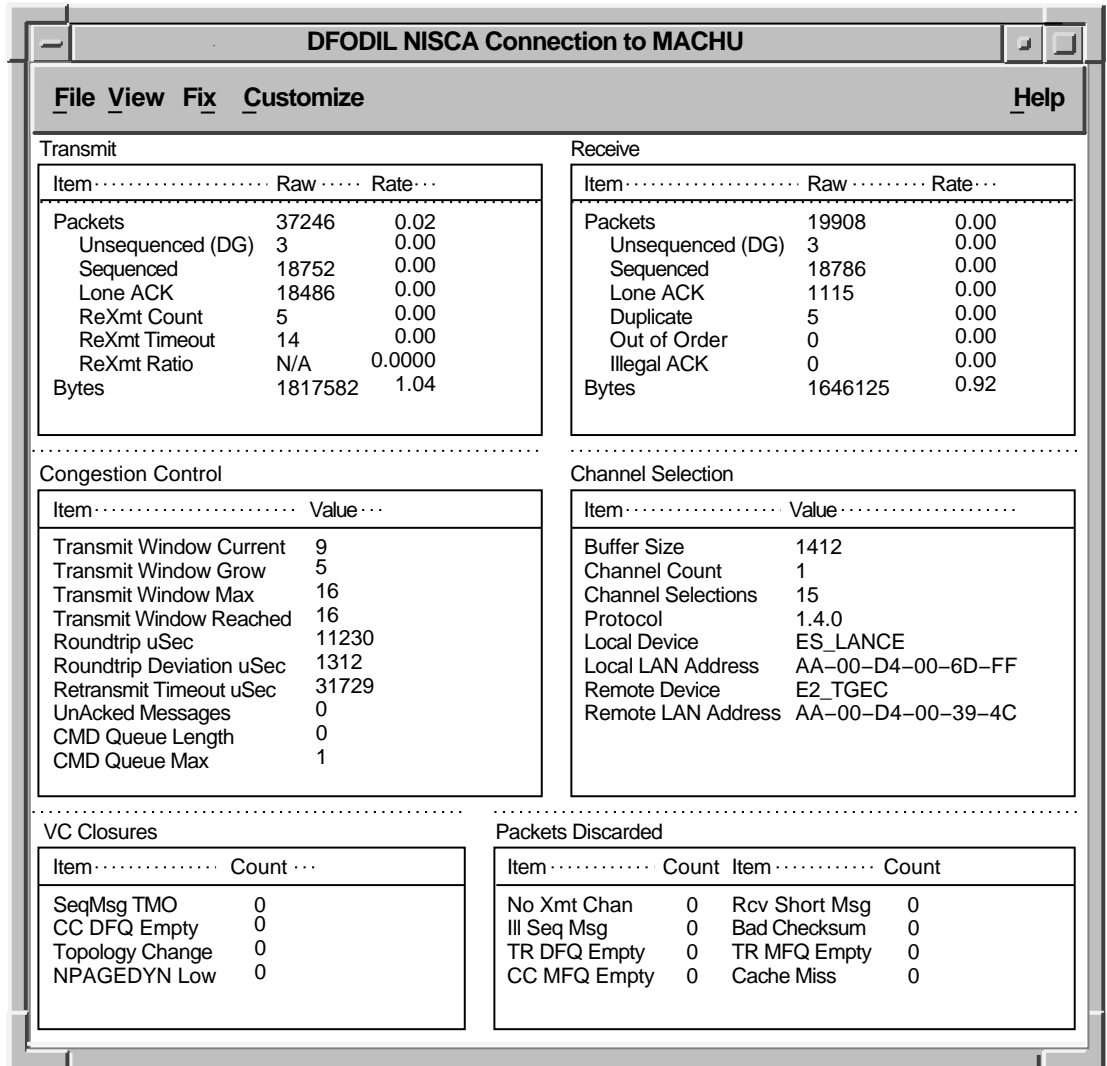 DFODIL NISCA Connection to MACHU
File View Fix Customize Help
Transmit
Item Raw Rate
Packets 37246 0.02
Unsequenced (DG) 3 0.00
Sequenced 18752 0.00
Lone ACK 18486 0.00
ReXmt Count 5 0.00
ReXmt Timeout 14 0.00
ReXmt Ratio N/A 0.0000
Bytes 1817582 1.04
Receive
Item Raw Rate
Packets 19908 0.00
Unsequenced (DG) 3 0.00
Sequenced 18786 0.00
Lone ACK 1115 0.00
Duplicate 5 0.00
Out of Order 0 0.00
Illegal ACK 0 0.00
Bytes 1646125 0.92
Congestion Control
Item Value
Transmit Window Current 9
Transmit Window Grow 5
Transmit Window Max 16
Transmit Window Reached 16
Roundtrip uSec 11230
Roundtrip Deviation uSec 1312
Retransmit Timeout uSec 31729
UnAcked Messages 0
CMD Queue Length 0
CMD Queue Max 1
Channel Selection
Item Value
Buffer Size 1412
Channel Count 1
Channel Selections 15
Protocol 1.4.0
Local Device ES_LANCE
Local LAN Address AA−00−D4−00−6D−FF
Remote Device E2_TGEC
Remote LAN Address AA−00−D4−00−39−4C
VC Closures
Item Count
SeqMsg TMO 0
CC DFQ Empty 0
Topology Change 0
NPAGEDYN Low 0
Packets Discarded
Item Count Item Count
No Xmt Chan 0 Rcv Short Msg 0
Ill Seq Msg 0 Bad Checksum 0
TR DFQ Empty 0 TR MFQ Empty 0
CC MFQ Empty 0 Cache Miss 0